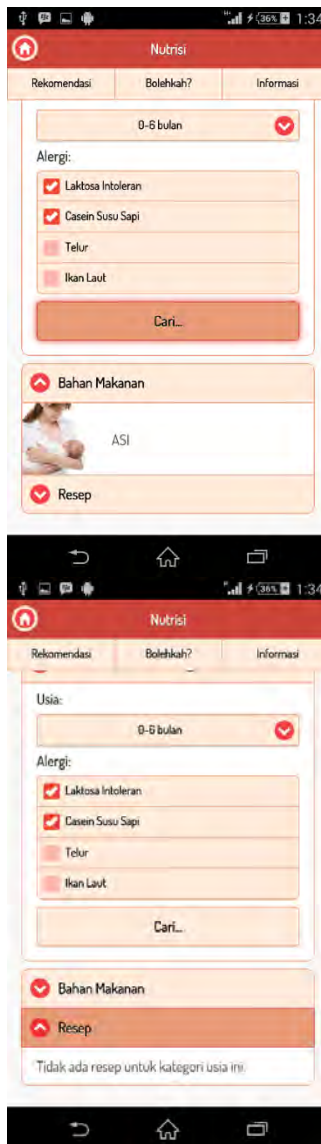 36% 1:34
Nutrisi
Rekomendasi Bolehkah? Informasi
0-6 bulan
Alergi:
Laktosa Intoleran
Casein Susu Sapi
Telur
Ikan Laut
Cari...
Bahan Makanan
ASI
Resep
36% 1:34
Nutrisi
Rekomendasi Bolehkah? Informasi
Usia:
0-6 bulan
Alergi:
Laktosa Intoleran
Casein Susu Sapi
Telur
Ikan Laut
Cari...
Bahan Makanan
Resep
Tidak ada resep untuk kategori usia ini.